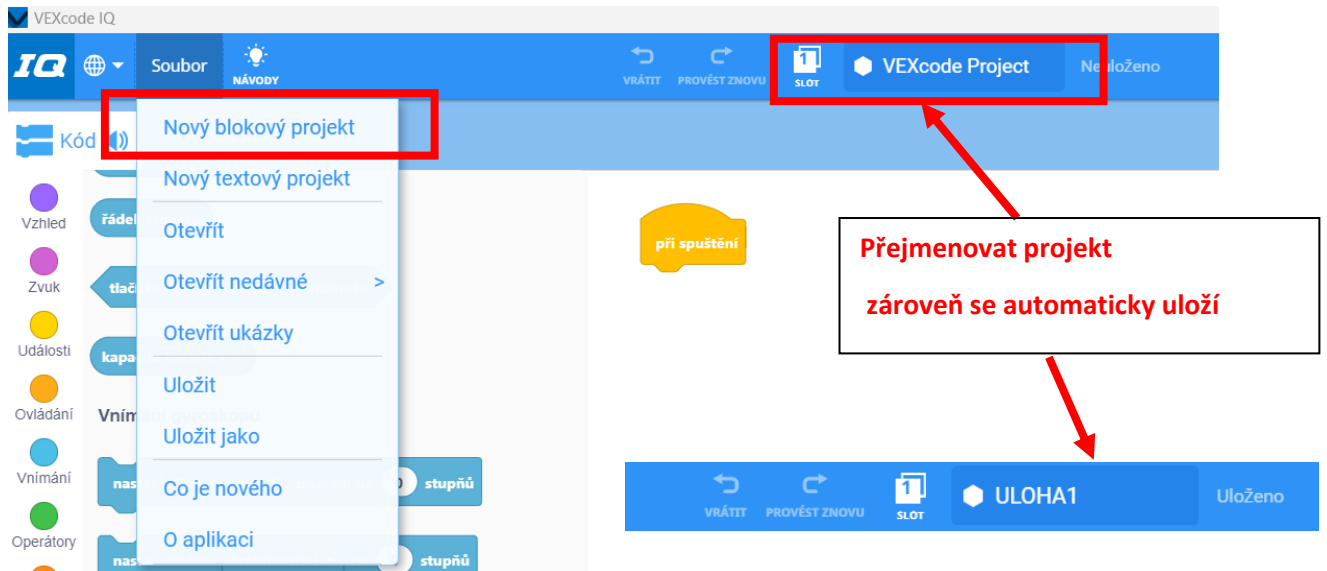 VEXcode IQ
IQ
Soubor
NÁVODY
VRÁTIT
PROVÉST ZNOVU
1
SLOT
VEXcode Project
Neuloženo
Kód
Nový blokový projekt
Nový textový projekt
Otevřít
Otevřít nedávné >
Otevřít ukázky
Uložit
Uložit jako
Co je nového
O aplikaci
Vzhled
Zvuk
Události
Ovládání
Vnímání
Operátory
stupňů
stupňů
při spuštění
Přejmenovat projekt
zároveň se automaticky uloží
VRÁTIT
PROVÉST ZNOVU
1
SLOT
ULOHA1
Uloženo